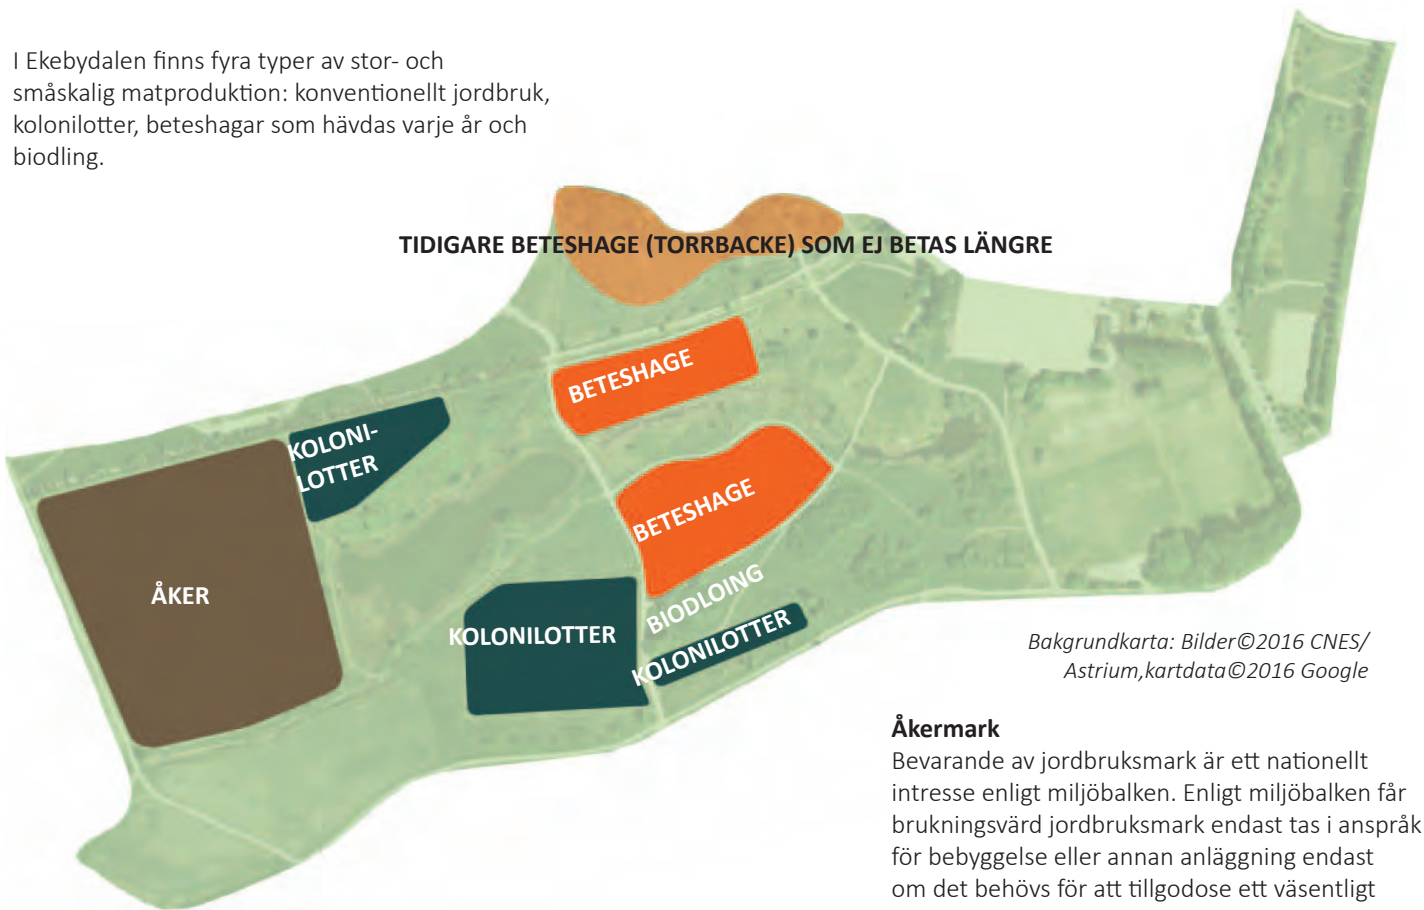 I Ekebydalen finns fyra typer av stor- och
småskalig matproduktion: konventionellt jordbruk,
kolonilotter, beteshagar som hävdas varje år och
biodling.
TIDIGARE BETESHAGE (TORRBACKE) SOM EJ BETAS LÄNGRE
BETESHAGE
KOLONI-
LOTTER
BETESHAGE
ÅKER
BIODLOING
KOLONILOTTER
KOLONILOTTER
Bakgrundkarta: Bilder©2016 CNES/
Astrium,kartdata©2016 Google
Åkermark
Bevarande av jordbruksmark är ett nationellt
intresse enligt miljöbalken. Enligt miljöbalken får
brukningsvärd jordbruksmark endast tas i anspråk
för bebyggelse eller annan anläggning endast
om det behövs för att tillgodose ett väsentligt